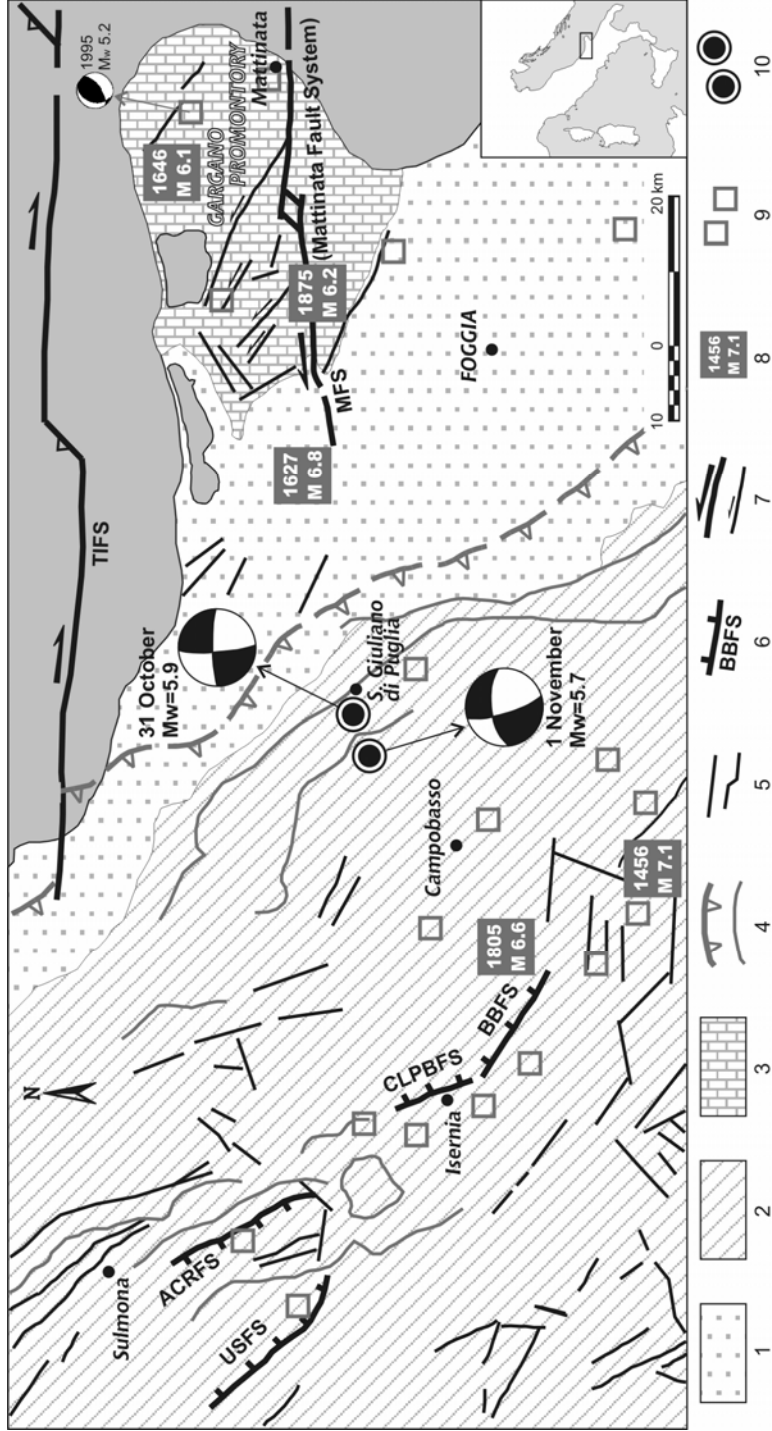 TIFS
1995
Mw 5.2
31 October
Mw=5.9
1646
M 6.1
GARGANO
PROMONTORY
Mattinata
(Mattinata Fault System)
1875
M 6.2
MFS
1627
M 6.8
N
Sulmona
ACRFS
USFS
S. Giuliano
di Puglia
FOGGIA
CLPBFS
Isernia
BBFS
1805
M 6.6
Campobasso
1 November
Mw=5.7
1456
M 7.1
10
0
20 km
1
2
3
4
5
BBFS
6
7
1456
M 7.1
8
9
10